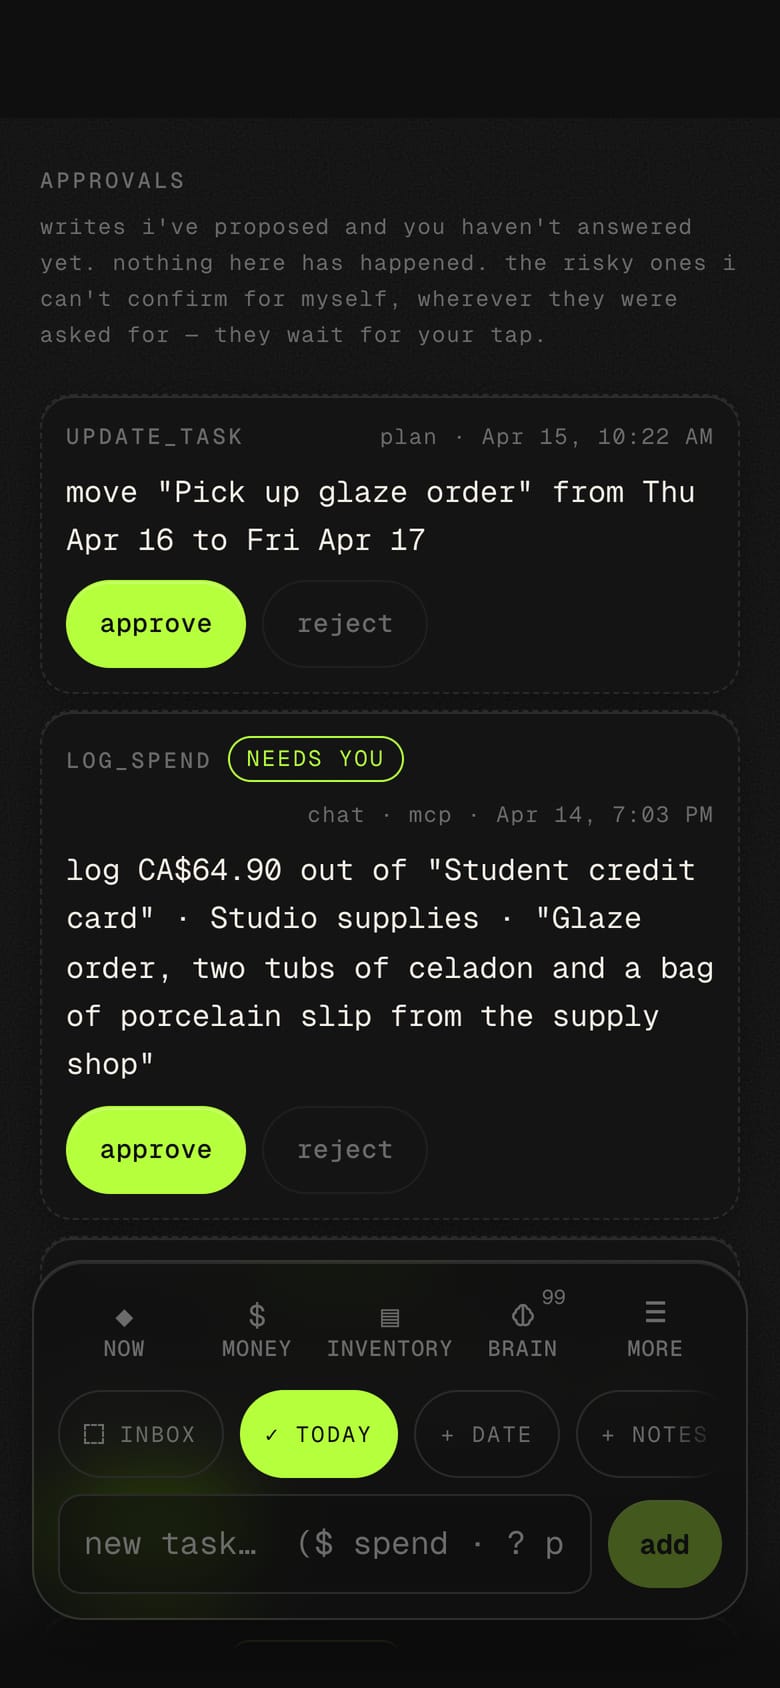 APPROVALS
writes i've proposed and you haven't answered
yet. nothing here has happened. the risky ones i
can't confirm for myself, wherever they were
asked for — they wait for your tap.
UPDATE_TASK plan · Apr 15, 10:22 AM
move "Pick up glaze order" from Thu
Apr 16 to Fri Apr 17
approve reject
LOG_SPEND NEEDS YOU
chat · mcp · Apr 14, 7:03 PM
log CA$64.90 out of "Student credit
card" · Studio supplies · "Glaze
order, two tubs of celadon and a bag
of porcelain slip from the supply
shop"
approve reject
99
NOW MONEY INVENTORY BRAIN MORE
INBOX ✓ TODAY + DATE + NOTES
new task… ($ spend · ? p add